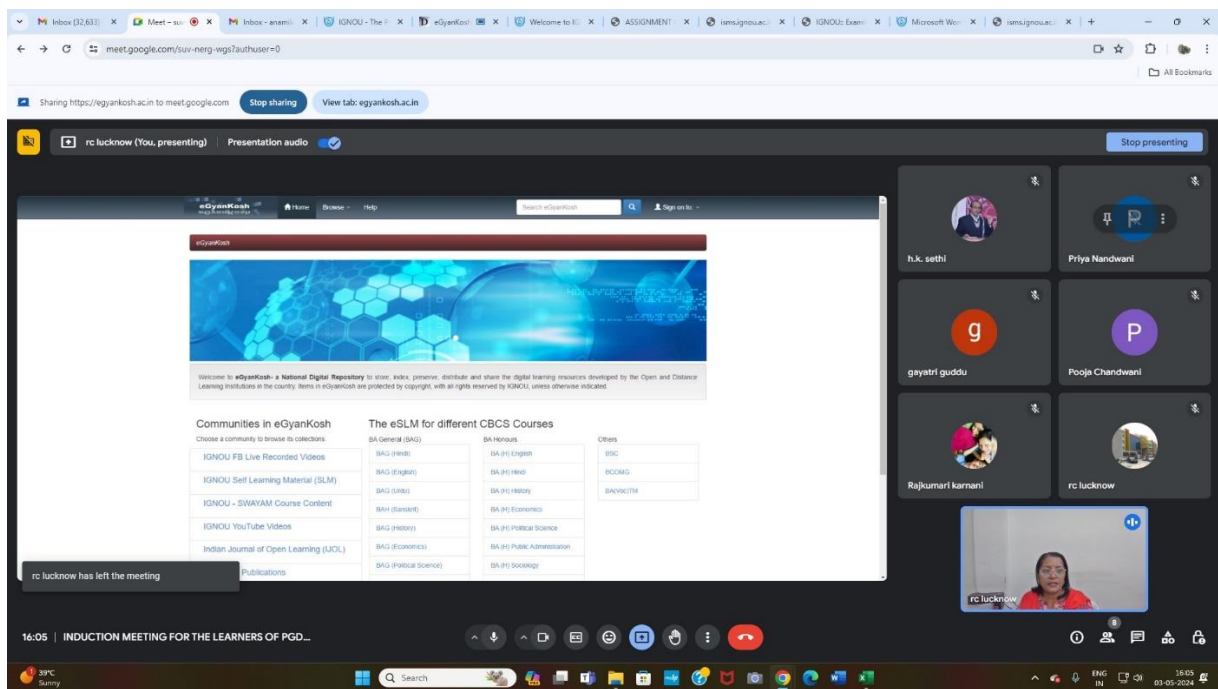 Inbox (32,633)
Meet – suv
Inbox - anami
IGNOU - The P
eGyanKosh
Welcome to IG
ASSIGNMENT
isms.ignou.ac.i
IGNOU:: Exami
Microsoft Wor
isms.ignou.ac.i
meet.google.com/suv-nerg-wgs?authuser=0
All Bookmarks
Sharing https://egyankosh.ac.in to meet.google.com
Stop sharing
View tab: egyankosh.ac.in
rc lucknow (You, presenting)
Presentation audio
Stop presenting
eGyanKosh
Home Browse Help
Search eGyanKosh
Sign on to:
eGyanKosh
Welcome to eGyanKosh- a National Digital Repository to store, index, preserve, distribute and share the digital learning resources developed by the Open and Distance
Learning Institutions in the country. Items in eGyanKosh are protected by copyright, with all rights reserved by IGNOU, unless otherwise indicated.
Communities in eGyanKosh
Choose a community to browse its collections.
IGNOU FB Live Recorded Videos
IGNOU Self Learning Material (SLM)
IGNOU - SWAYAM Course Content
IGNOU YouTube Videos
Indian Journal of Open Learning (IJOL)
Publications
The eSLM for different CBCS Courses
BA General (BAG)
BAG (Hindi)
BAG (English)
BAG (Urdu)
BAH (Sanskrit)
BAG (History)
BAG (Economics)
BAG (Political Science)
BA Honours
BA (H) English
BA (H) Hindi
BA (H) History
BA (H) Economics
BA (H) Political Science
BA (H) Public Administration
BA (H) Sociology
Others
BSC
BCOMG
BA(Voc)TM
h.k. sethi
R
Priya Nandwani
g
gayatri guddu
P
Pooja Chandwani
Rajkumari karnani
rc lucknow
rc lucknow
rc lucknow has left the meeting
16:05 | INDUCTION MEETING FOR THE LEARNERS OF PGD...
8
1
39°C
Sunny
Search
ENG
IN
16:05
03-05-2024